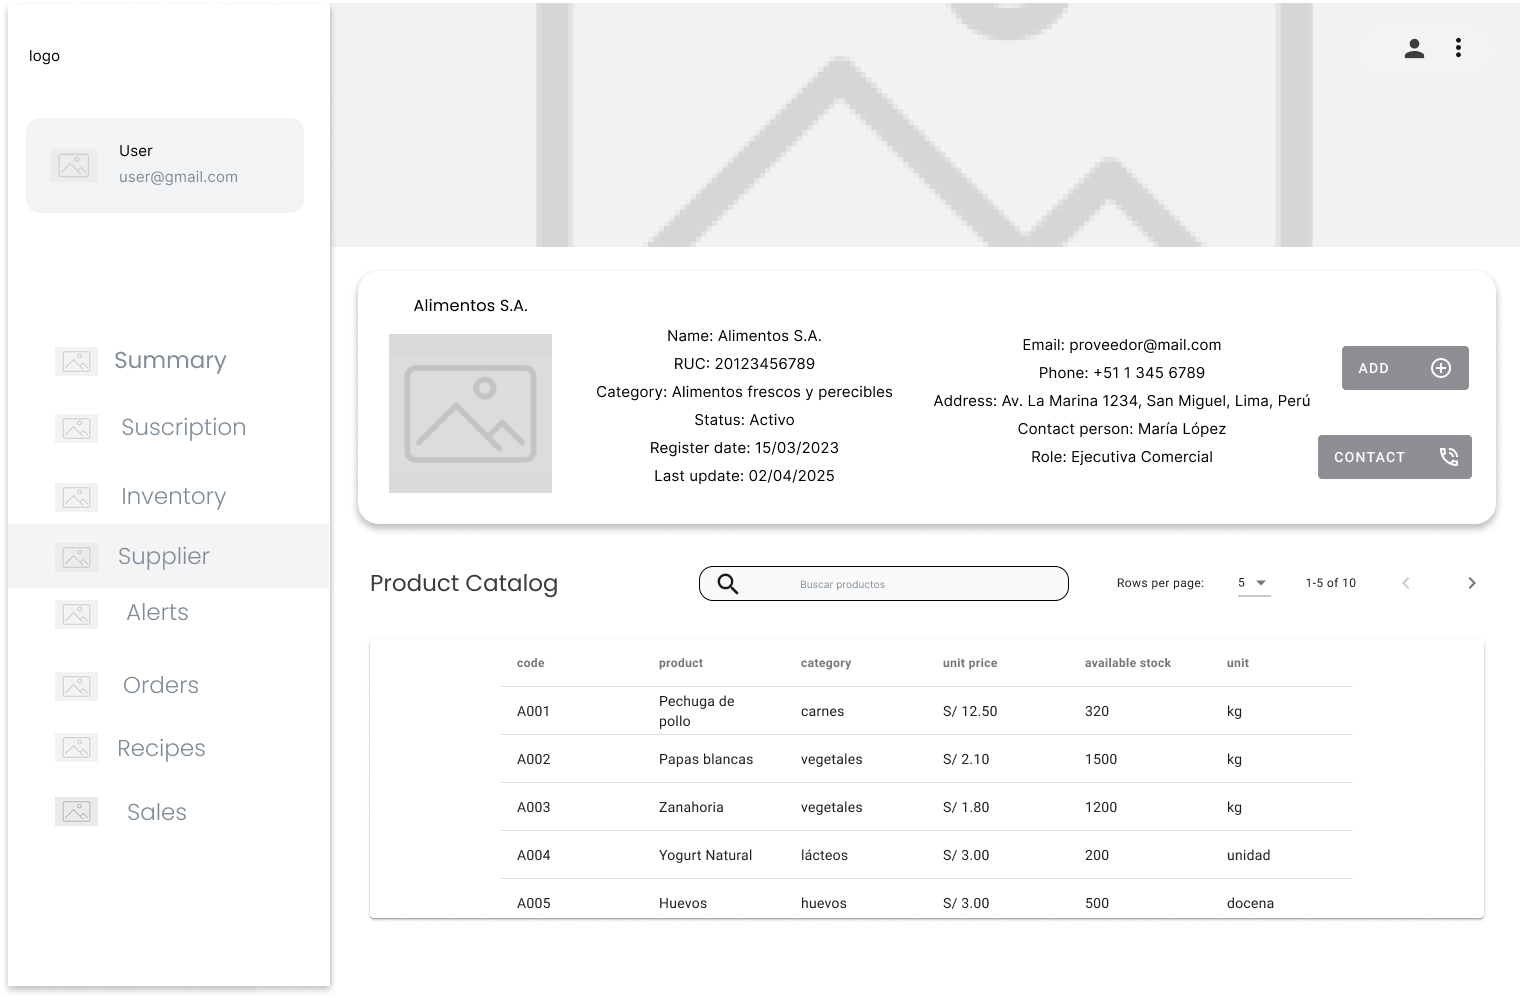 logo
User
user@gmail.com
Summary
Suscription
Inventory
Supplier
Alerts
Orders
Recipes
Sales
Alimentos S.A.
Name: Alimentos S.A.
RUC: 20123456789
Category: Alimentos frescos y perecibles
Status: Activo
Register date: 15/03/2023
Last update: 02/04/2025
Email: proveedor@mail.com
Phone: +51 1 345 6789
Address: Av. La Marina 1234, San Miguel, Lima, Perú
Contact person: María López
Role: Ejecutiva Comercial
ADD
CONTACT
Product Catalog
Buscar productos
Rows per page: 5 1-5 of 10
code product category unit price available stock unit
A001 Pechuga de pollo carnes S/ 12.50 320 kg
A002 Papas blancas vegetales S/ 2.10 1500 kg
A003 Zanahoria vegetales S/ 1.80 1200 kg
A004 Yogurt Natural lácteos S/ 3.00 200 unidad
A005 Huevos huevos S/ 3.00 500 docena